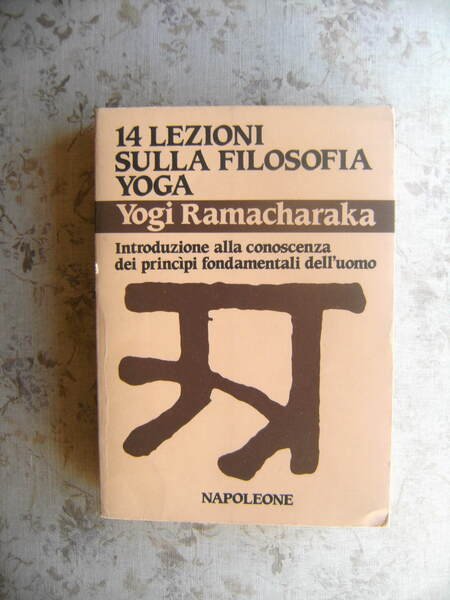 14 LEZIONI
SULLA FILOSOFIA
YOGA
Yogi Ramacharaka
Introduzione alla conoscenza
dei princìpi fondamentali dell'uomo
NAPOLEONE